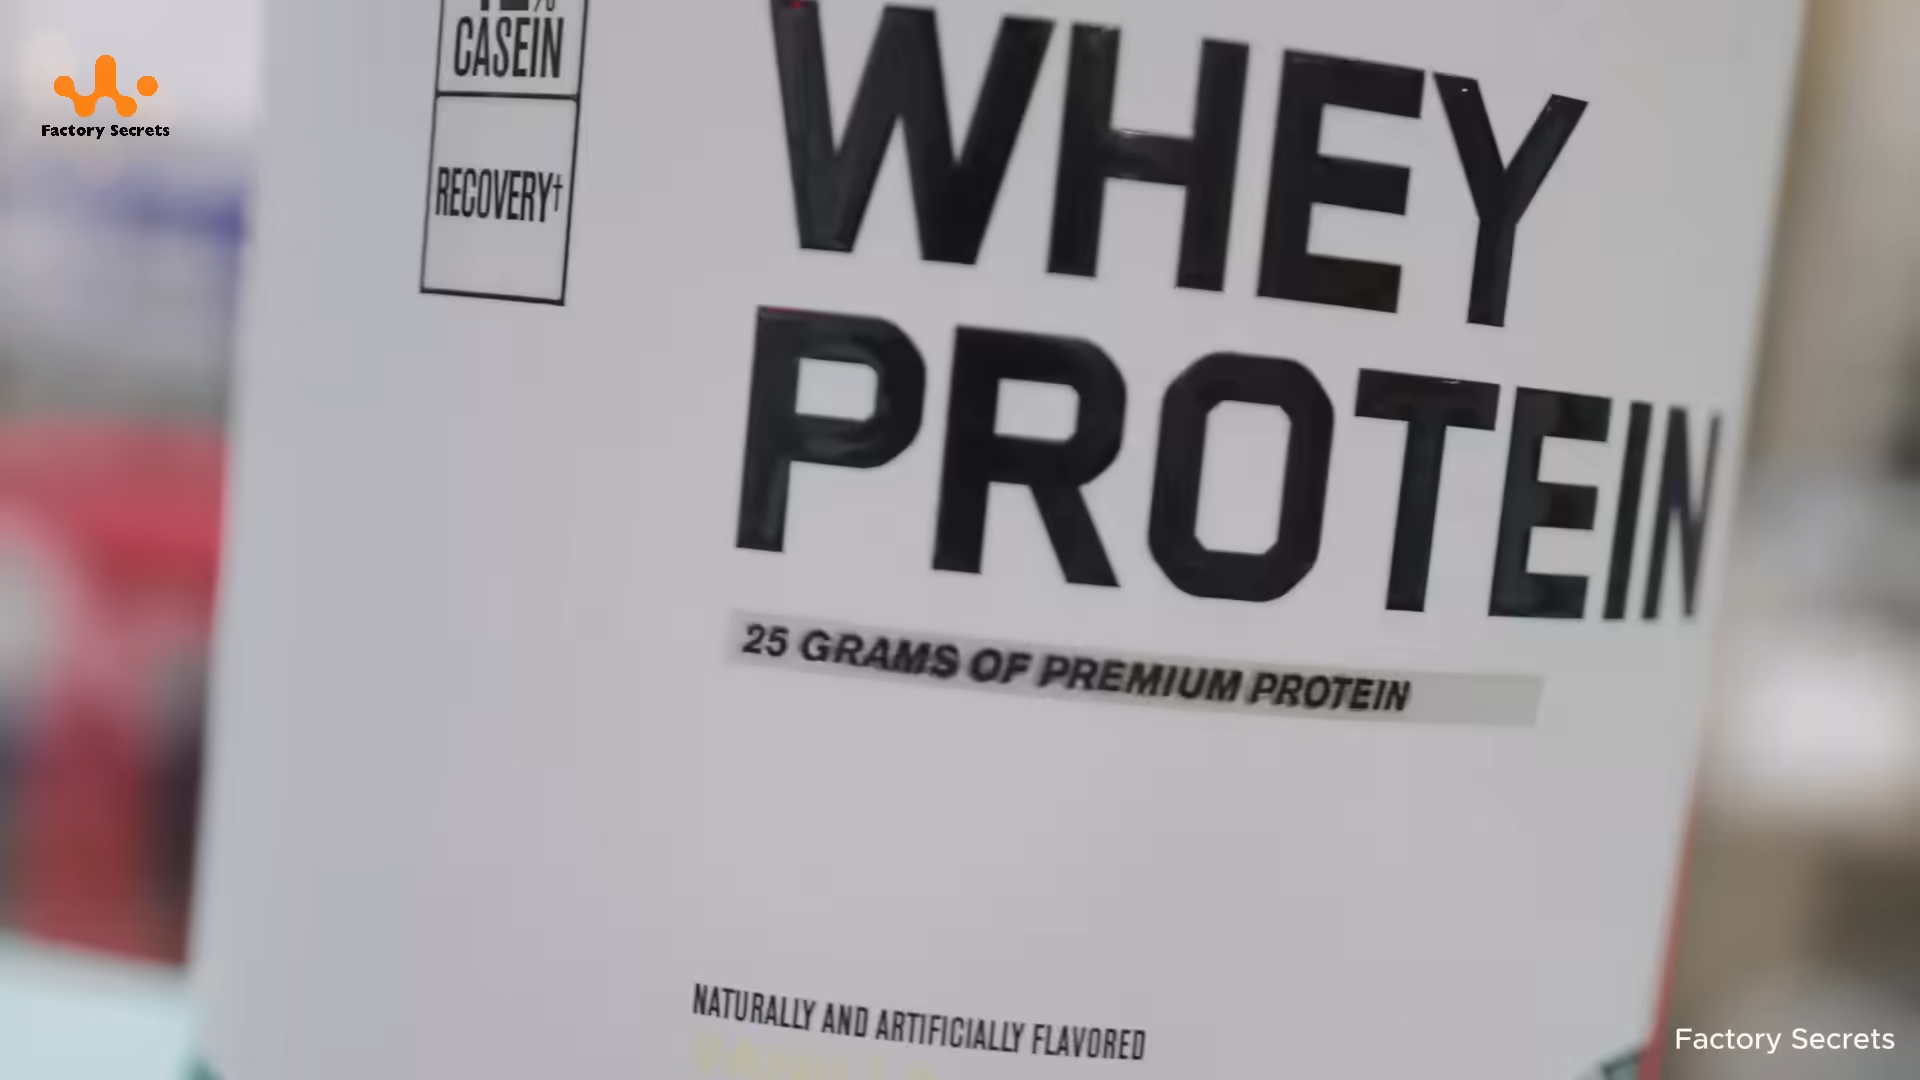 CASEIN
RECOVERY†
WHEY
PROTEIN
25 GRAMS OF PREMIUM PROTEIN
NATURALLY AND ARTIFICIALLY FLAVORED
Factory Secrets
Factory Secrets